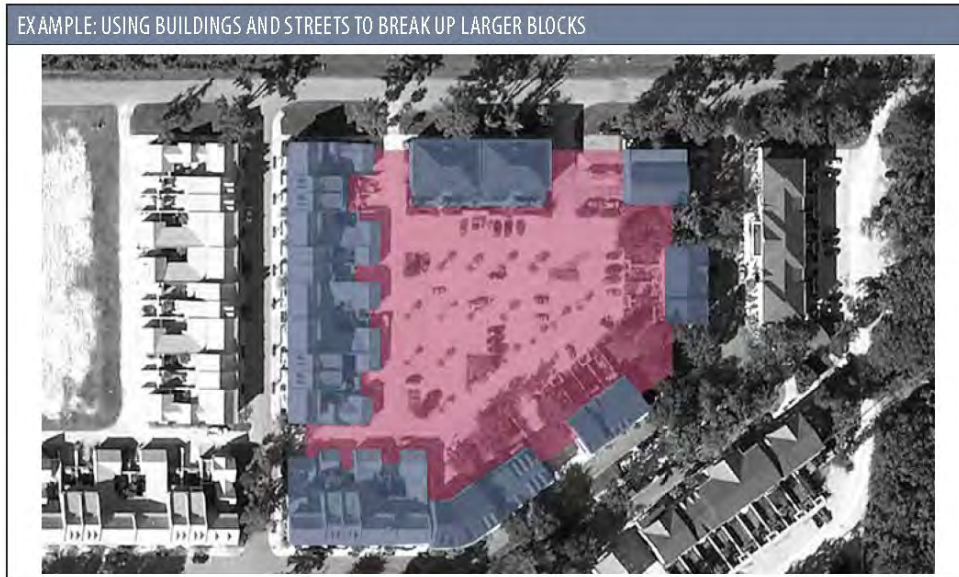 EXAMPLE: USING BUILDINGS AND STREETS TO BREAK UP LARGER BLOCKS